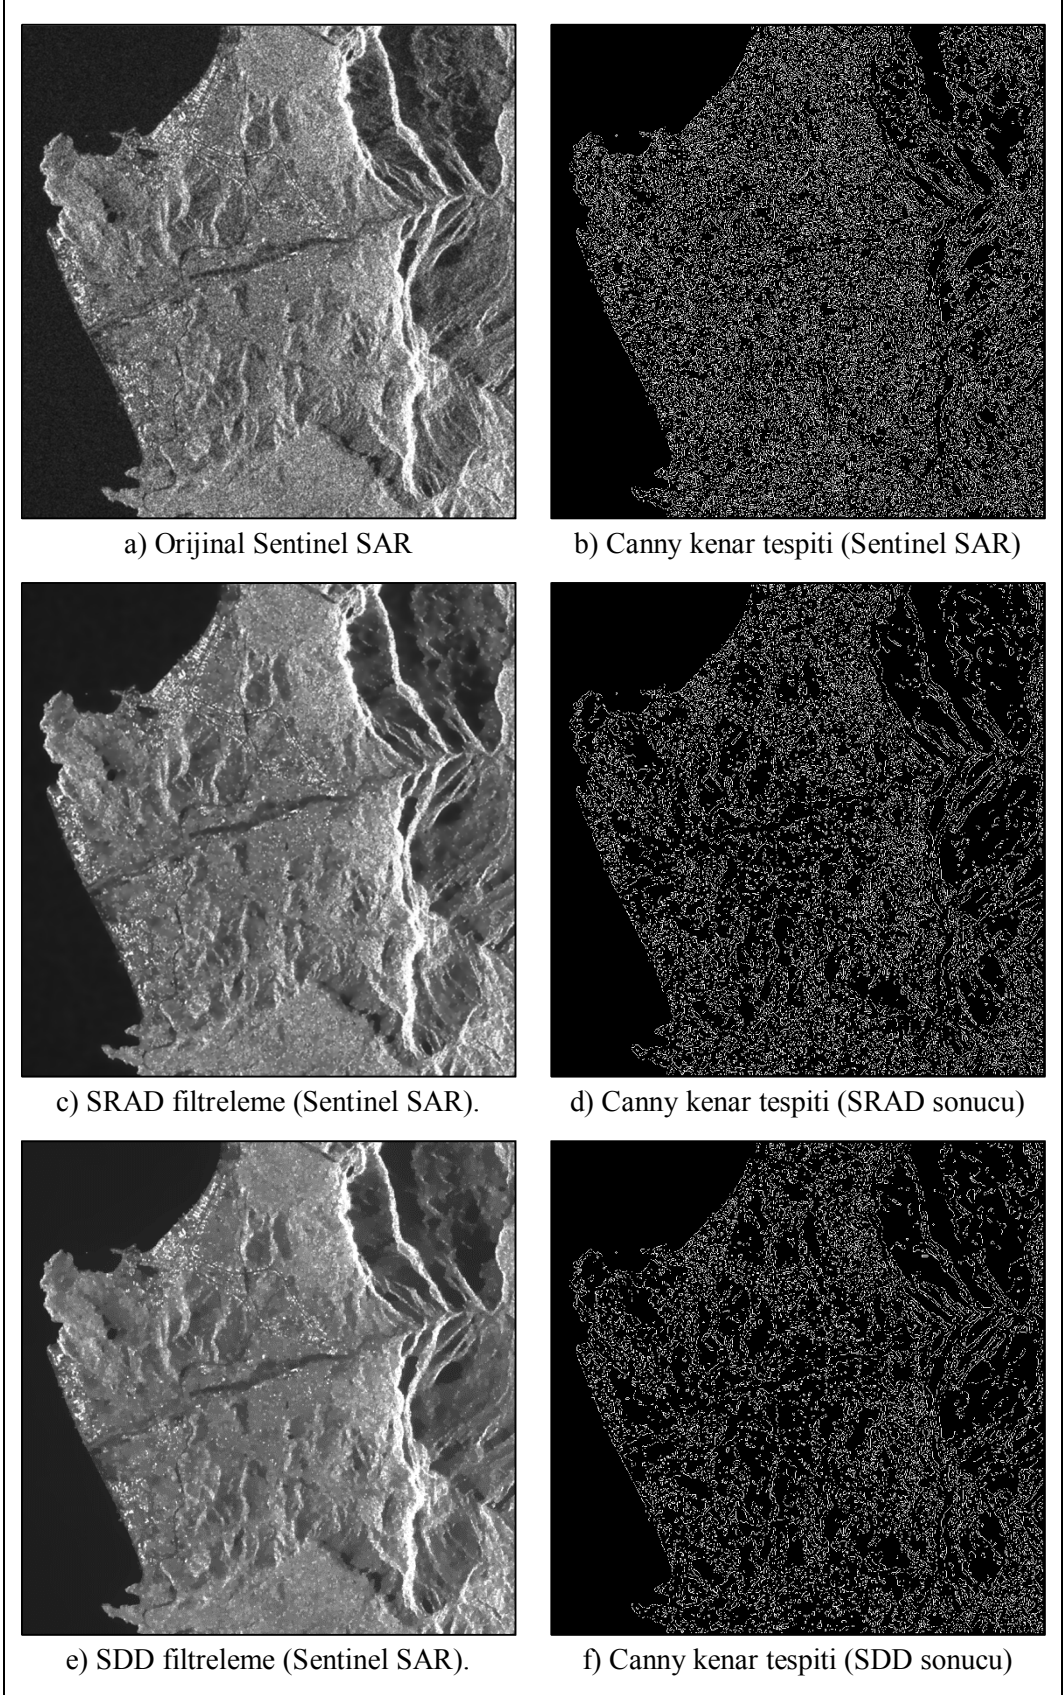 a) Orijinal Sentinel SAR
b) Canny kenar tespiti (Sentinel SAR)
c) SRAD filtreleme (Sentinel SAR).
d) Canny kenar tespiti (SRAD sonucu)
e) SDD filtreleme (Sentinel SAR).
f) Canny kenar tespiti (SDD sonucu)